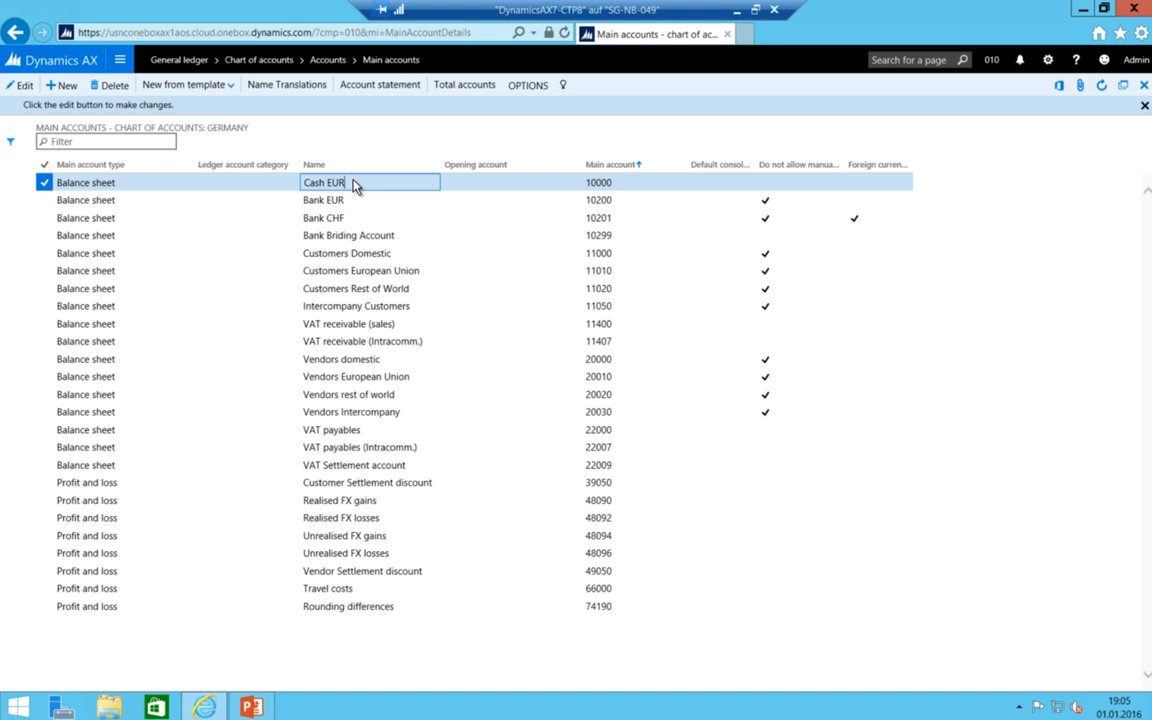 "DynamicsAX7-CTP8" auf "SG-NB-049"
https://usnconeboxax1aos.cloud.onebox.dynamics.com/?cmp=010&mi=MainAccountDetails
Main accounts - chart of ac...
Dynamics AX
General ledger > Chart of accounts > Accounts > Main accounts
Search for a page
010
? Admin
Edit + New Delete New from template Name Translations Account statement Total accounts OPTIONS
Click the edit button to make changes.
MAIN ACCOUNTS - CHART OF ACCOUNTS: GERMANY
Filter
Main account type Ledger account category Name Opening account Main account Default consol... Do not allow manua... Foreign curren...
Balance sheet Cash EUR 10000
Balance sheet Bank EUR 10200
Balance sheet Bank CHF 10201
Balance sheet Bank Briding Account 10299
Balance sheet Customers Domestic 11000
Balance sheet Customers European Union 11010
Balance sheet Customers Rest of World 11020
Balance sheet Intercompany Customers 11050
Balance sheet VAT receivable (sales) 11400
Balance sheet VAT receivable (Intracomm.) 11407
Balance sheet Vendors domestic 20000
Balance sheet Vendors European Union 20010
Balance sheet Vendors rest of world 20020
Balance sheet Vendors Intercompany 20030
Balance sheet VAT payables 22000
Balance sheet VAT payables (Intracomm.) 22007
Balance sheet VAT Settlement account 22009
Profit and loss Customer Settlement discount 39050
Profit and loss Realised FX gains 48090
Profit and loss Realised FX losses 48092
Profit and loss Unrealised FX gains 48094
Profit and loss Unrealised FX losses 48096
Profit and loss Vendor Settlement discount 49050
Profit and loss Travel costs 66000
Profit and loss Rounding differences 74190
19:05
01.01.2016